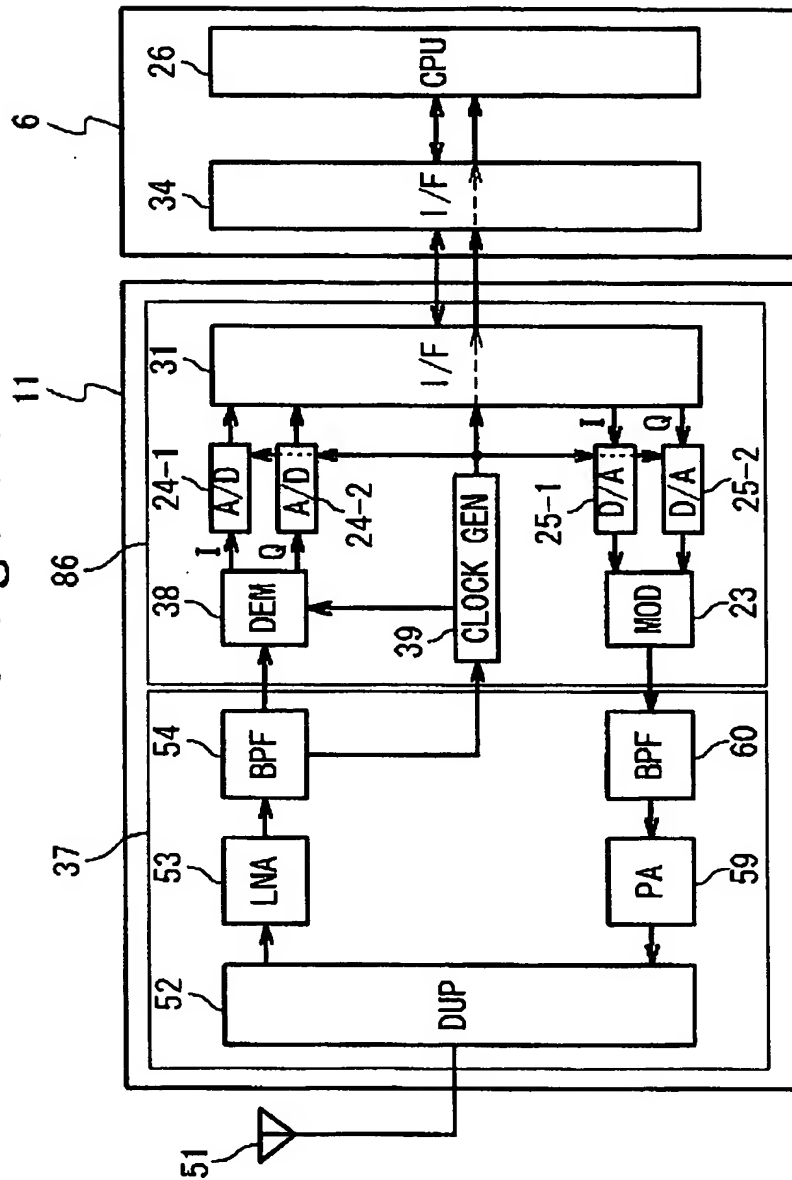 6
26
CPU
34
I/F
11
31
I/F
86
24-1
A/D
A/D
24-2
I
Q
38
DEM
39
CLOCK GEN
I
Q
25-1
D/A
D/A
25-2
MOD
23
37
54
BPF
53
LNA
52
DUP
BPF
60
PA
59
51